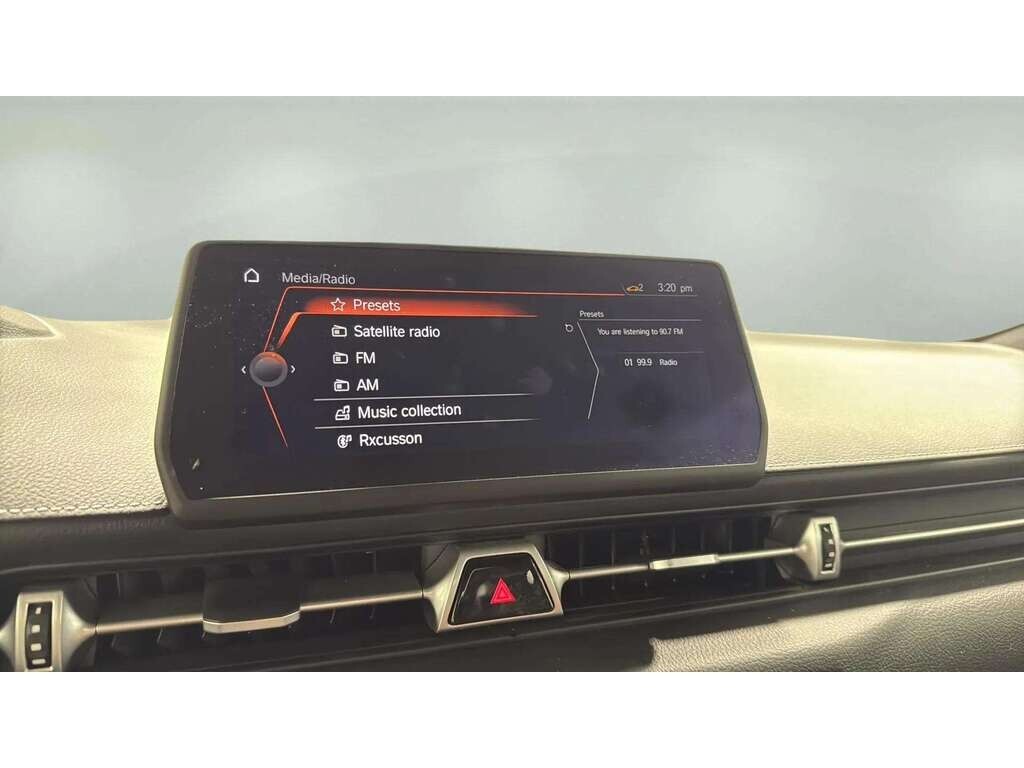 Media/Radio
2 3:20 pm
Presets
Satellite radio
FM
AM
Music collection
Rxcusson
Presets
You are listening to 90.7 FM
01 99.9 Radio